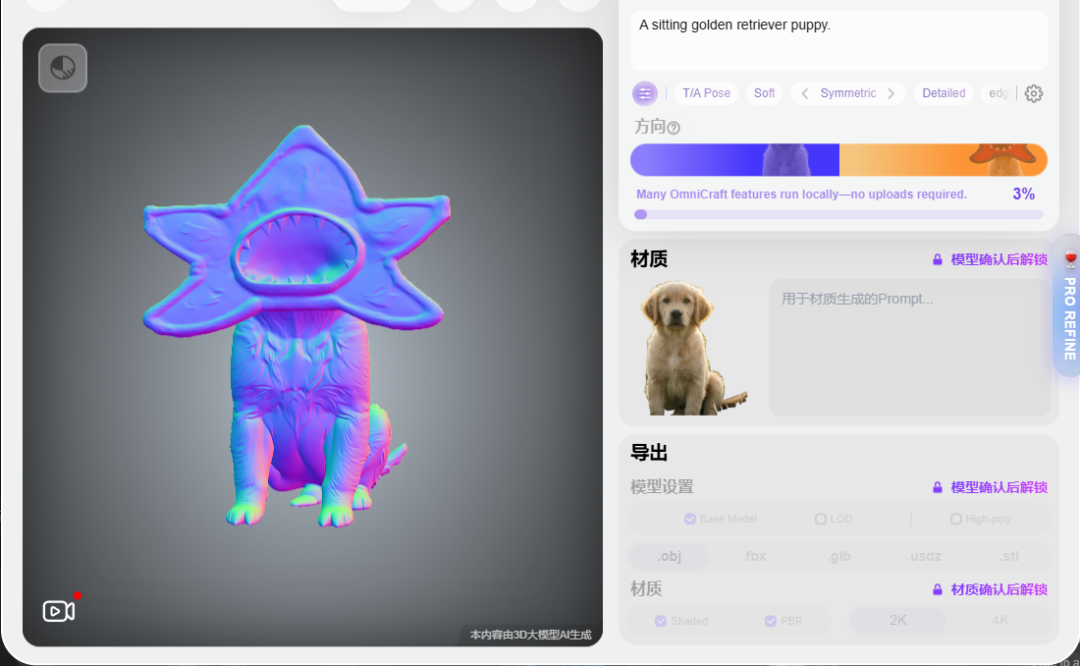 A sitting golden retriever puppy.
T/A Pose
Soft
Symmetric
Detailed
edg
方向
Many OmniCraft features run locally—no uploads required.
3%
材质
模型确认后解锁
用于材质生成的Prompt...
PRO REFINE
导出
模型设置
模型确认后解锁
Base Model
LOD
High-poly
.obj
.fbx
.glb
.usdz
.stl
材质
材质确认后解锁
Shaded
PBR
2K
4K
本内容由3D大模型AI生成